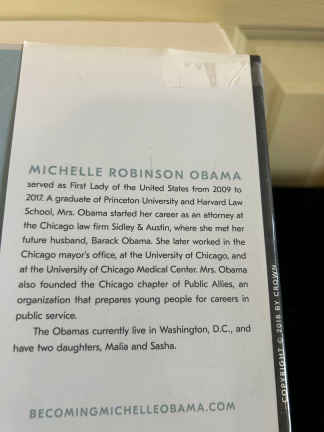 MICHELLE ROBINSON OBAMA
served as First Lady of the United States from 2009 to
2017. A graduate of Princeton University and Harvard Law
School, Mrs. Obama started her career as an attorney at
the Chicago law firm Sidley & Austin, where she met her
future husband, Barack Obama. She later worked in the
Chicago mayor's office, at the University of Chicago, and
at the University of Chicago Medical Center. Mrs. Obama
also founded the Chicago chapter of Public Allies, an
organization that prepares young people for careers in
public service.
The Obamas currently live in Washington, D.C., and
have two daughters, Malia and Sasha.
BECOMINGMICHELLEOBAMA.COM
COPYRIGHT © 2018 BY CROWN